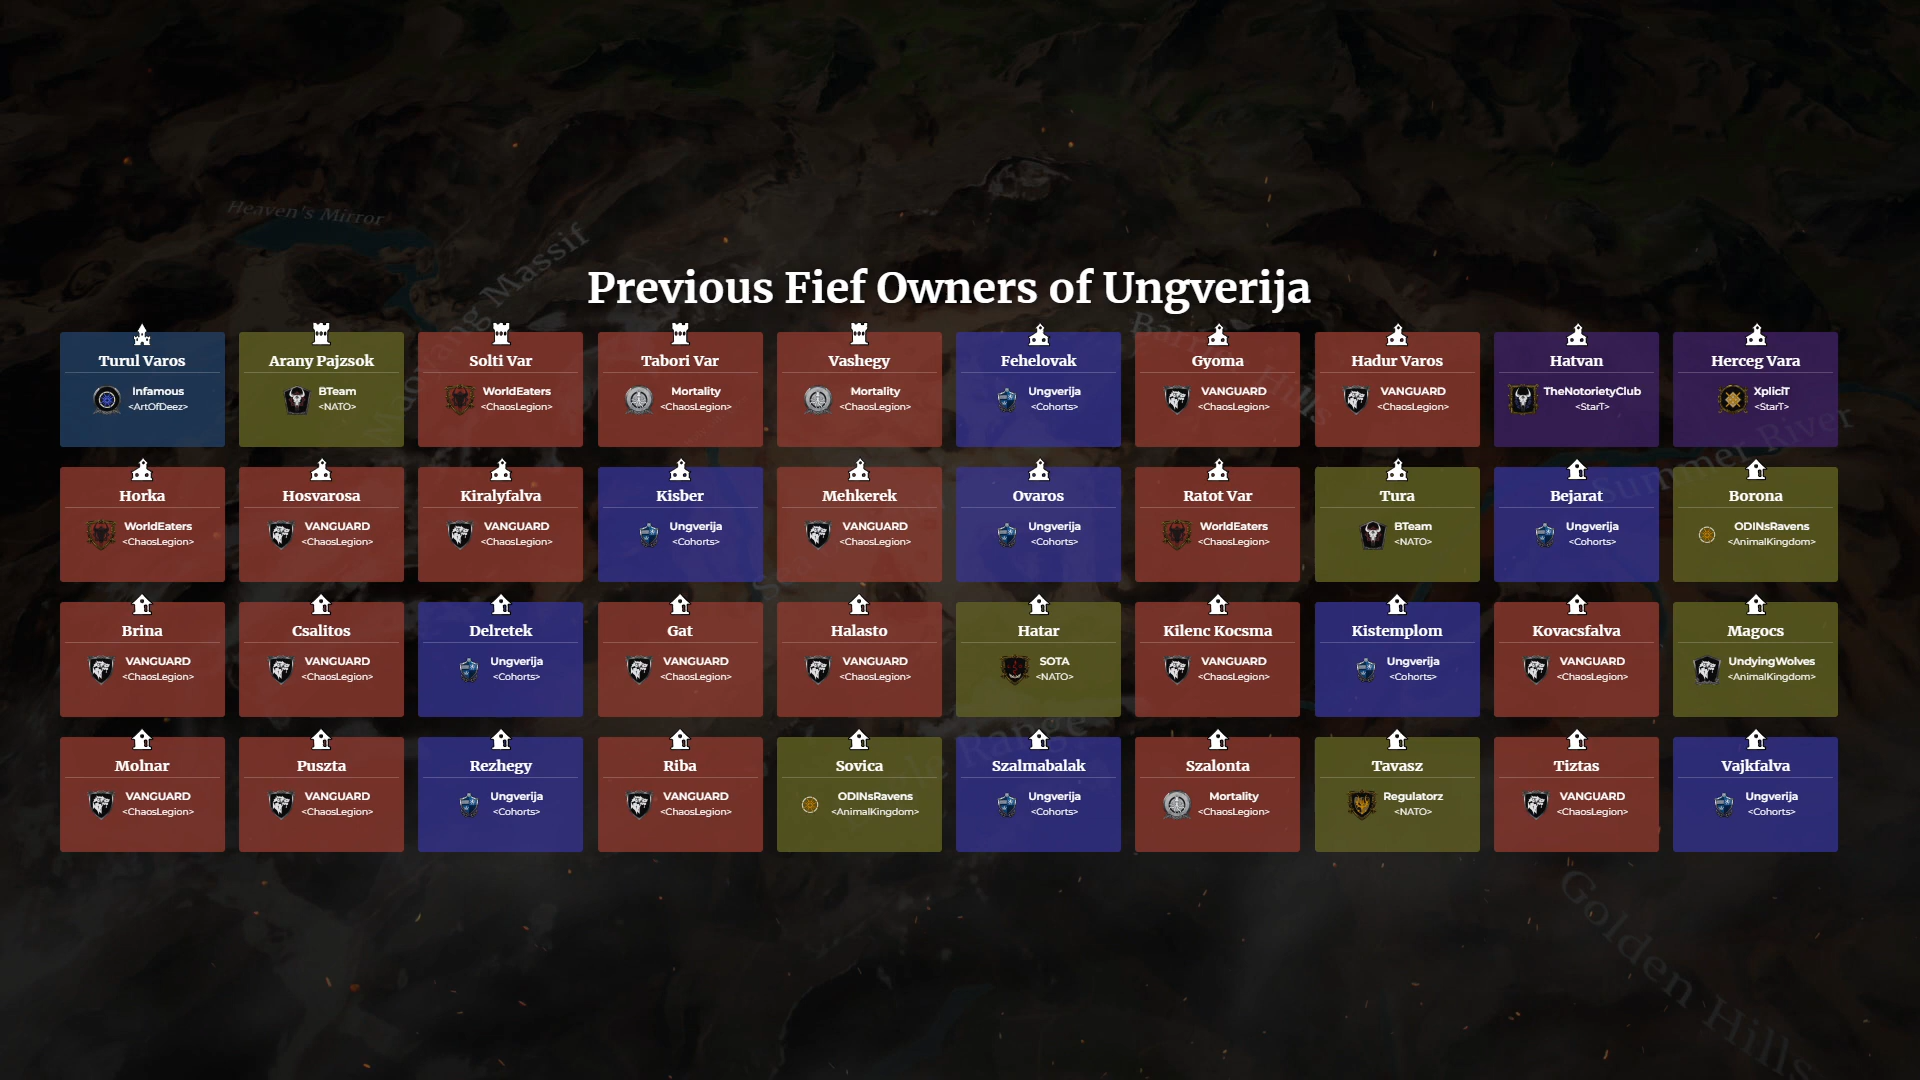 Heaven's Mirror
Massif
Previous Fief Owners of Ungverija
Turul Varos
Infamous
<ArtOfDeez>
Arany Pajzsok
BTeam
<NATO>
Solti Var
WorldEaters
<ChaosLegion>
Tabori Var
Mortality
<ChaosLegion>
Vashegy
Mortality
<ChaosLegion>
Fehelovak
Ungverija
<Cohorts>
Gyoma
VANGUARD
<ChaosLegion>
Hadur Varos
VANGUARD
<ChaosLegion>
Hatvan
TheNotorietyClub
<StarT>
Herceg Vara
XpliciT
<StarT>
Hills
Summer River
Horka
WorldEaters
<ChaosLegion>
Hosvarosa
VANGUARD
<ChaosLegion>
Kiralyfalva
VANGUARD
<ChaosLegion>
Kisber
Ungverija
<Cohorts>
Mehkerek
VANGUARD
<ChaosLegion>
Ovaros
Ungverija
<Cohorts>
Ratot Var
WorldEaters
<ChaosLegion>
Tura
BTeam
<NATO>
Bejarat
Ungverija
<Cohorts>
Borona
ODINsRavens
<AnimalKingdom>
Brina
VANGUARD
<ChaosLegion>
Csalitos
VANGUARD
<ChaosLegion>
Delretek
Ungverija
<Cohorts>
Gat
VANGUARD
<ChaosLegion>
Halasto
VANGUARD
<ChaosLegion>
Hatar
SOTA
<NATO>
Kilenc Kocsma
VANGUARD
<ChaosLegion>
Kistemplom
Ungverija
<Cohorts>
Kovacsfalva
VANGUARD
<ChaosLegion>
Magocs
UndyingWolves
<AnimalKingdom>
Range
Molnar
VANGUARD
<ChaosLegion>
Puszta
VANGUARD
<ChaosLegion>
Rezhegy
Ungverija
<Cohorts>
Riba
VANGUARD
<ChaosLegion>
Sovica
ODINsRavens
<AnimalKingdom>
Szalmabalak
Ungverija
<Cohorts>
Szalonta
Mortality
<ChaosLegion>
Tavasz
Regulatorz
<NATO>
Tiztas
VANGUARD
<ChaosLegion>
Vajkfalva
Ungverija
<Cohorts>
Golden Hills